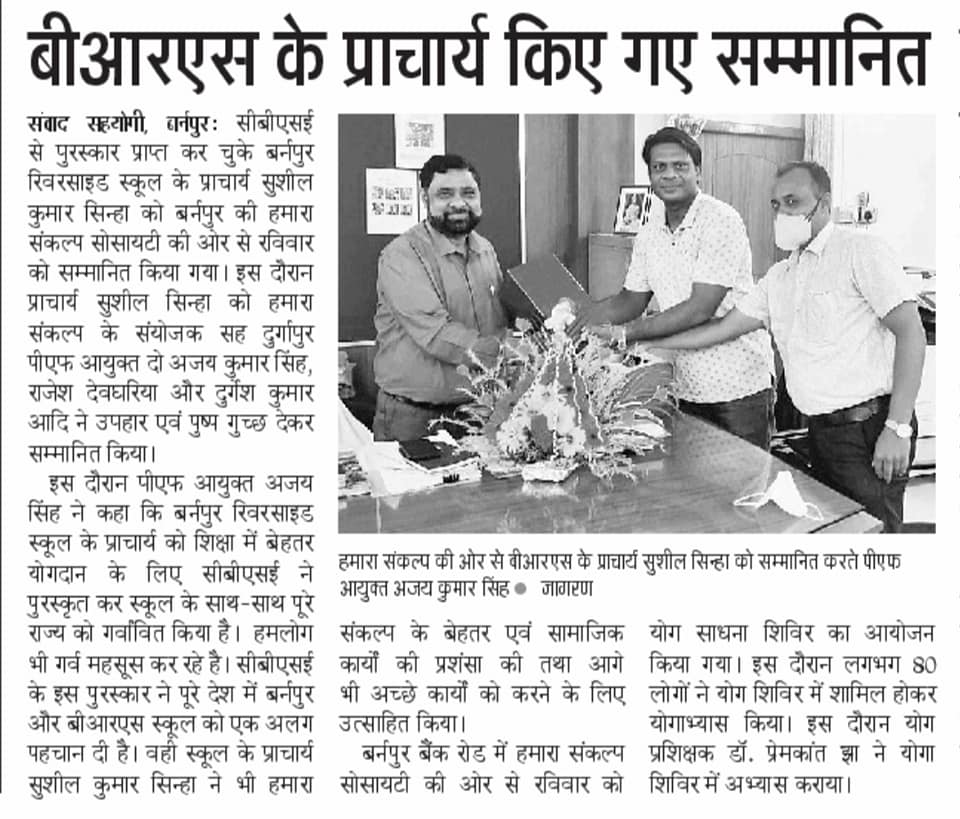 बीआरएस के प्राचार्य किए गए सम्मानित
संवाद सहयोगी, बर्नपुर: सीबीएसई
से पुरस्कार प्राप्त कर चुके बर्नपुर
रिवरसाइड स्कूल के प्राचार्य सुशील
कुमार सिन्हा को बर्नपुर की हमारा
संकल्प सोसायटी की ओर से रविवार
को सम्मानित किया गया। इस दौरान
प्राचार्य सुशील सिन्हा को हमारा
संकल्प के संयोजक सह दुर्गापुर
पीएफ आयुक्त दो अजय कुमार सिंह,
राजेश देवघरिया और दुर्गेश कुमार
आदि ने उपहार एवं पुष्प गुच्छ देकर
सम्मानित किया।
इस दौरान पीएफ आयुक्त अजय
सिंह ने कहा कि बर्नपुर रिवरसाइड
स्कूल के प्राचार्य को शिक्षा में बेहतर
योगदान के लिए सीबीएसई ने
पुरस्कृत कर स्कूल के साथ-साथ पूरे
राज्य को गर्वांवित किया है। हमलोग
भी गर्व महसूस कर रहे है। सीबीएसई
के इस पुरस्कार ने पूरे देश में बर्नपुर
और बीआरएस स्कूल को एक अलग
पहचान दी है। वहीं स्कूल के प्राचार्य
सुशील कुमार सिन्हा ने भी हमारा
हमारा संकल्प की ओर से बीआरएस के प्राचार्य सुशील सिन्हा को सम्मानित करते पीएफ
आयुक्त अजय कुमार सिंह ● जागरण
संकल्प के बेहतर एवं सामाजिक
कार्यों की प्रशंसा की तथा आगे
भी अच्छे कार्यों को करने के लिए
उत्साहित किया।
बर्नपुर बैंक रोड में हमारा संकल्प
सोसायटी की ओर से रविवार को
योग साधना शिविर का आयोजन
किया गया। इस दौरान लगभग 80
लोगों ने योग शिविर में शामिल होकर
योगाभ्यास किया। इस दौरान योग
प्रशिक्षक डॉ. प्रेमकांत झा ने योगा
शिविर में अभ्यास कराया।